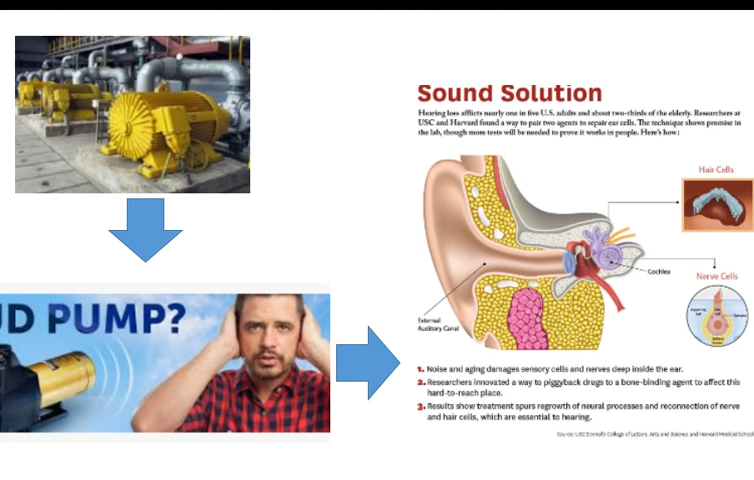 UD PUMP?
Sound Solution
Hearing loss afflicts nearly one in five U.S. adults and about two-thirds of the elderly. Researchers at
USC and Harvard found a way to pair two agents to repair ear cells. The technique shows promise in
the lab, though more tests will be needed to prove it works in people. Here's how:
Hair Cells
Cochlea
Nerve Cells
External
Auditory Canal
1. Noise and aging damages sensory cells and nerves deep inside the ear.
2. Researchers innovated a way to piggyback drugs to a bone-binding agent to affect this
hard-to-reach place.
3. Results show treatment spurs regrowth of neural processes and reconnection of nerve
and hair cells, which are essential to hearing.
Source: USC Dornsife College of Letters, Arts and Science and Harvard Medical School